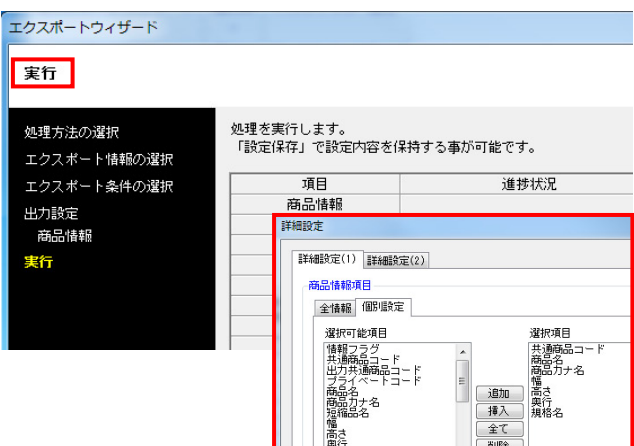 エクスポートウィザード
実行
処理方法の選択
エクスポート情報の選択
エクスポート条件の選択
出力設定
商品情報
実行
処理を実行します。
「設定保存」で設定内容を保持する事が可能です。
項目 進捗状況
商品情報
詳細設定
詳細設定(1) 詳細設定(2)
商品情報項目
全情報 個別設定
選択可能項目
情報フラグ
共通商品コード
出力共通商品コード
プライベートコード
商品名
商品カナ名
短縮品名
幅
高さ
奥行
追加
挿入
全て
削除
選択項目
共通商品コード
商品名
商品カナ名
幅
高さ
奥行
規格名